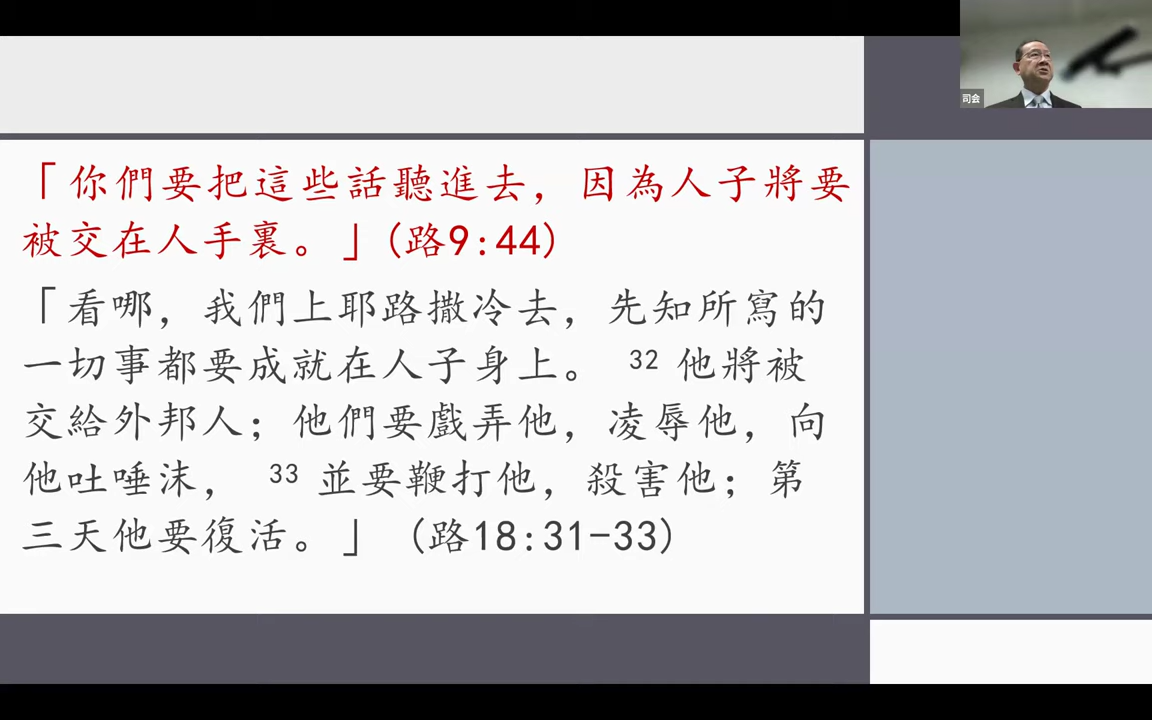 「你們要把這些話聽進去，因為人子將要
被交在人手裏。」(路9:44)
「看哪，我們上耶路撒冷去，先知所寫的
一切事都要成就在人子身上。 32 他將被
交給外邦人；他們要戲弄他，凌辱他，向
他吐唾沫， 33 並要鞭打他，殺害他；第
三天他要復活。」 (路18:31-33)
司会